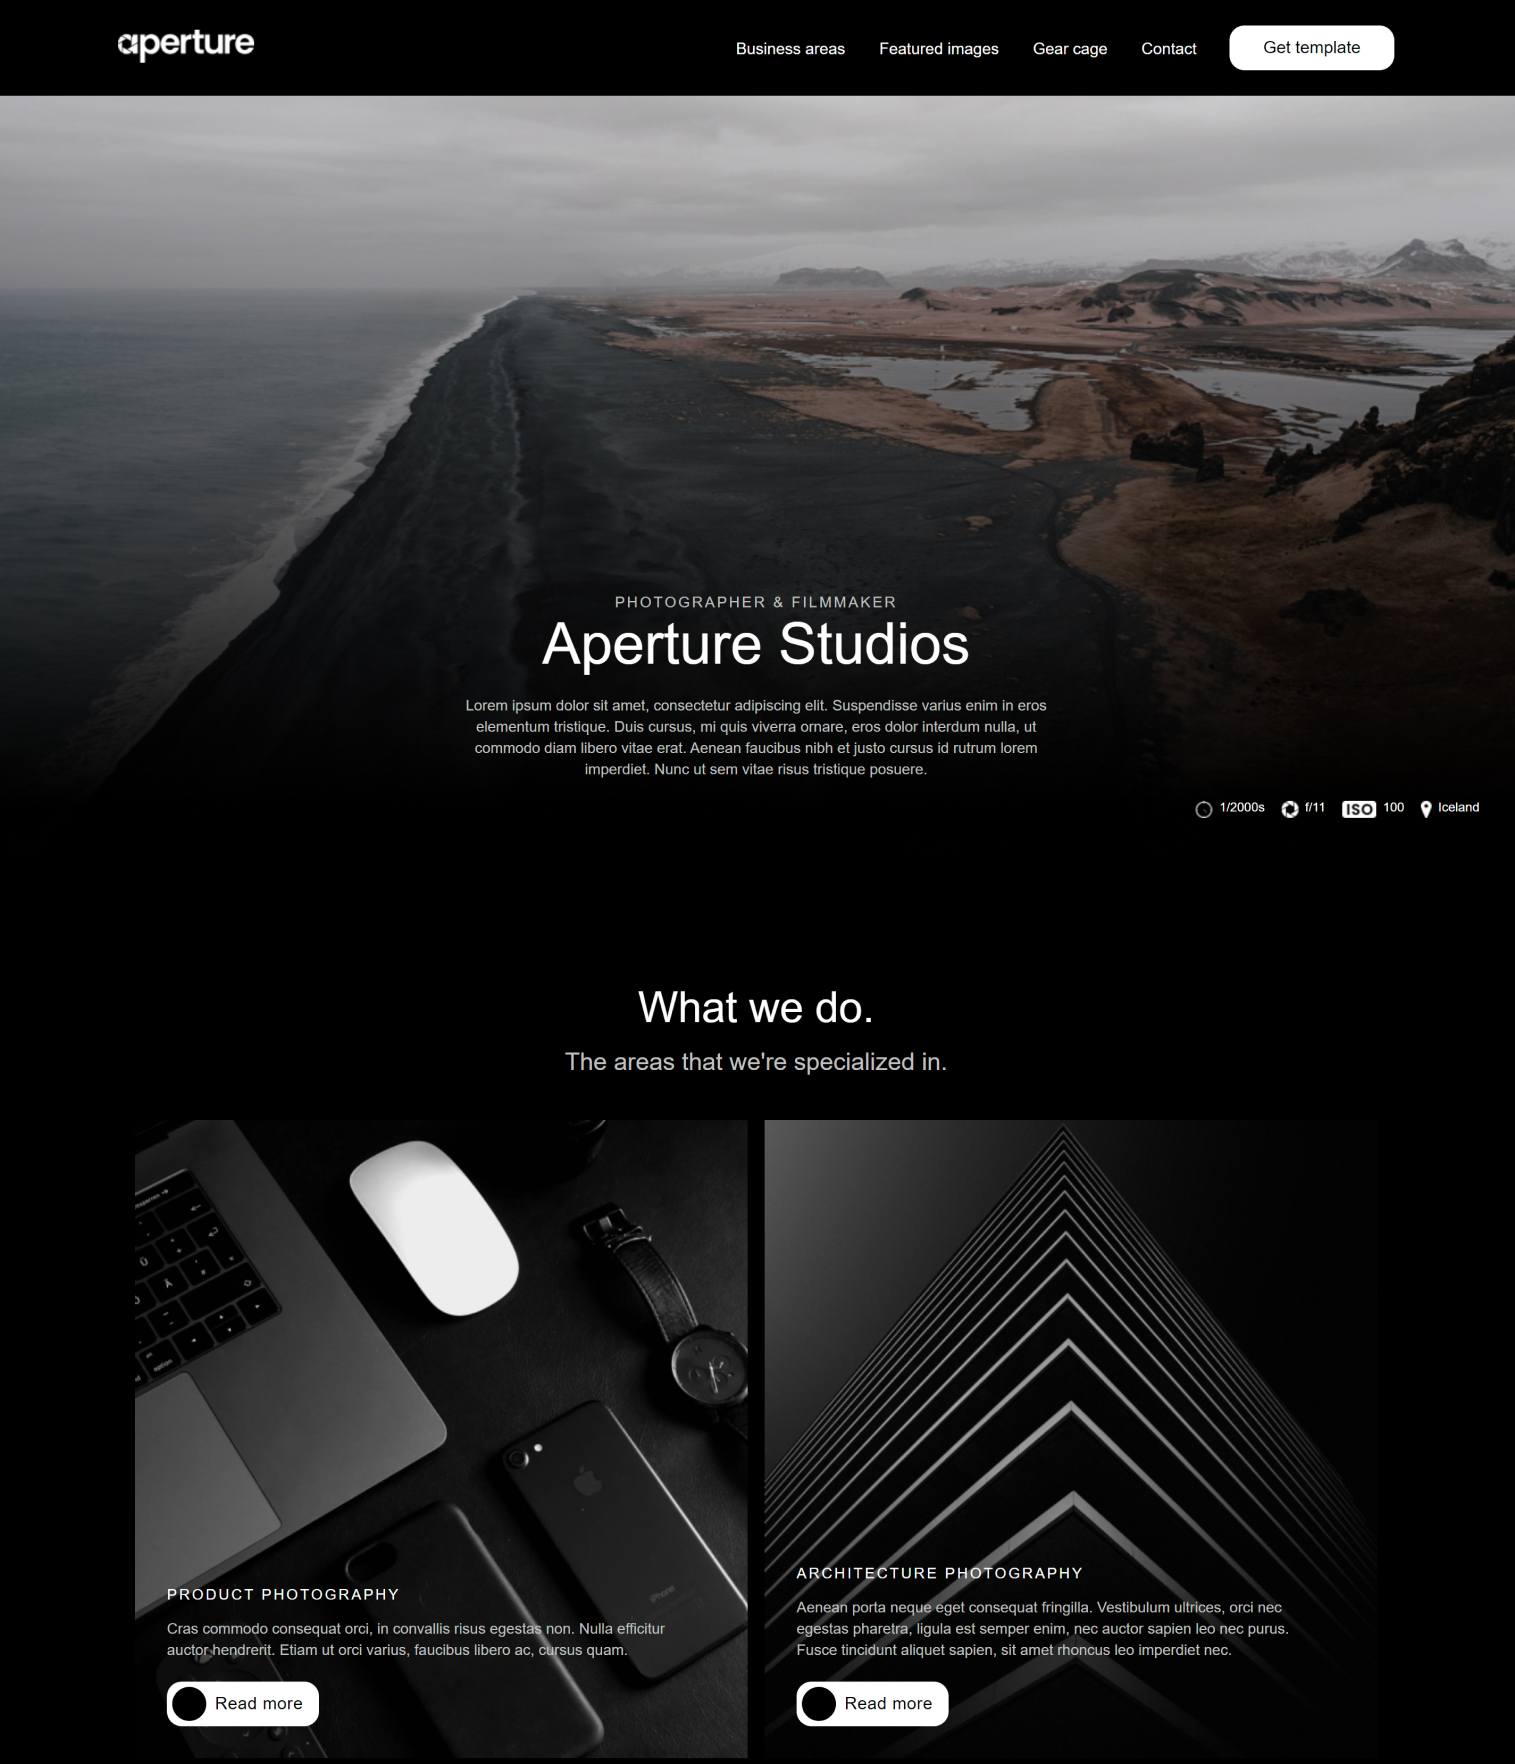 aperture
Business areas
Featured images
Gear cage
Contact
Get template
PHOTOGRAPHER & FILMMAKER
Aperture Studios
Lorem ipsum dolor sit amet, consectetur adipiscing elit. Suspendisse varius enim in eros
elementum tristique. Duis cursus, mi quis viverra ornare, eros dolor interdum nulla, ut
commodo diam libero vitae erat. Aenean faucibus nibh et justo cursus id rutrum lorem
imperdiet. Nunc ut sem vitae risus tristique posuere.
1/2000s
f/11
ISO 100
Iceland
What we do.
The areas that we're specialized in.
option
iPhone
PRODUCT PHOTOGRAPHY
Cras commodo consequat orci, in convallis risus egestas non. Nulla efficitur
auctor hendrerit. Etiam ut orci varius, faucibus libero ac, cursus quam.
Read more
ARCHITECTURE PHOTOGRAPHY
Aenean porta neque eget consequat fringilla. Vestibulum ultrices, orci nec
egestas pharetra, ligula est semper enim, nec auctor sapien leo nec purus.
Fusce tincidunt aliquet sapien, sit amet rhoncus leo imperdiet nec.
Read more